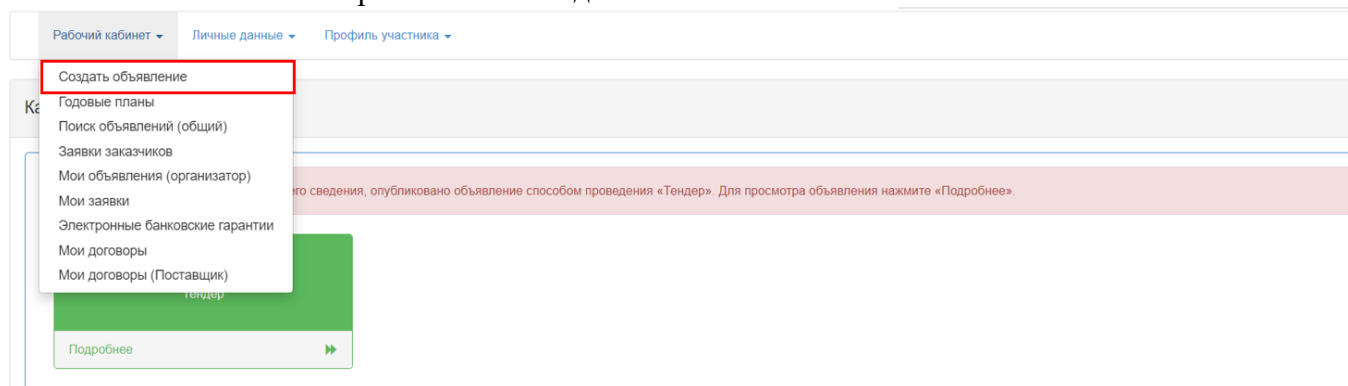 Рабочий кабинет Личные данные Профиль участника
Создать объявление
Годовые планы
Ка
Поиск объявлений (общий)
Заявки заказчиков
Мои объявления (организатор)
его сведения, опубликовано объявление способом проведения «Тендер». Для просмотра объявления нажмите «Подробнее».
Мои заявки
Электронные банковские гарантии
Мои договоры
Мои договоры (Поставщик)
Тендер
Подробнее